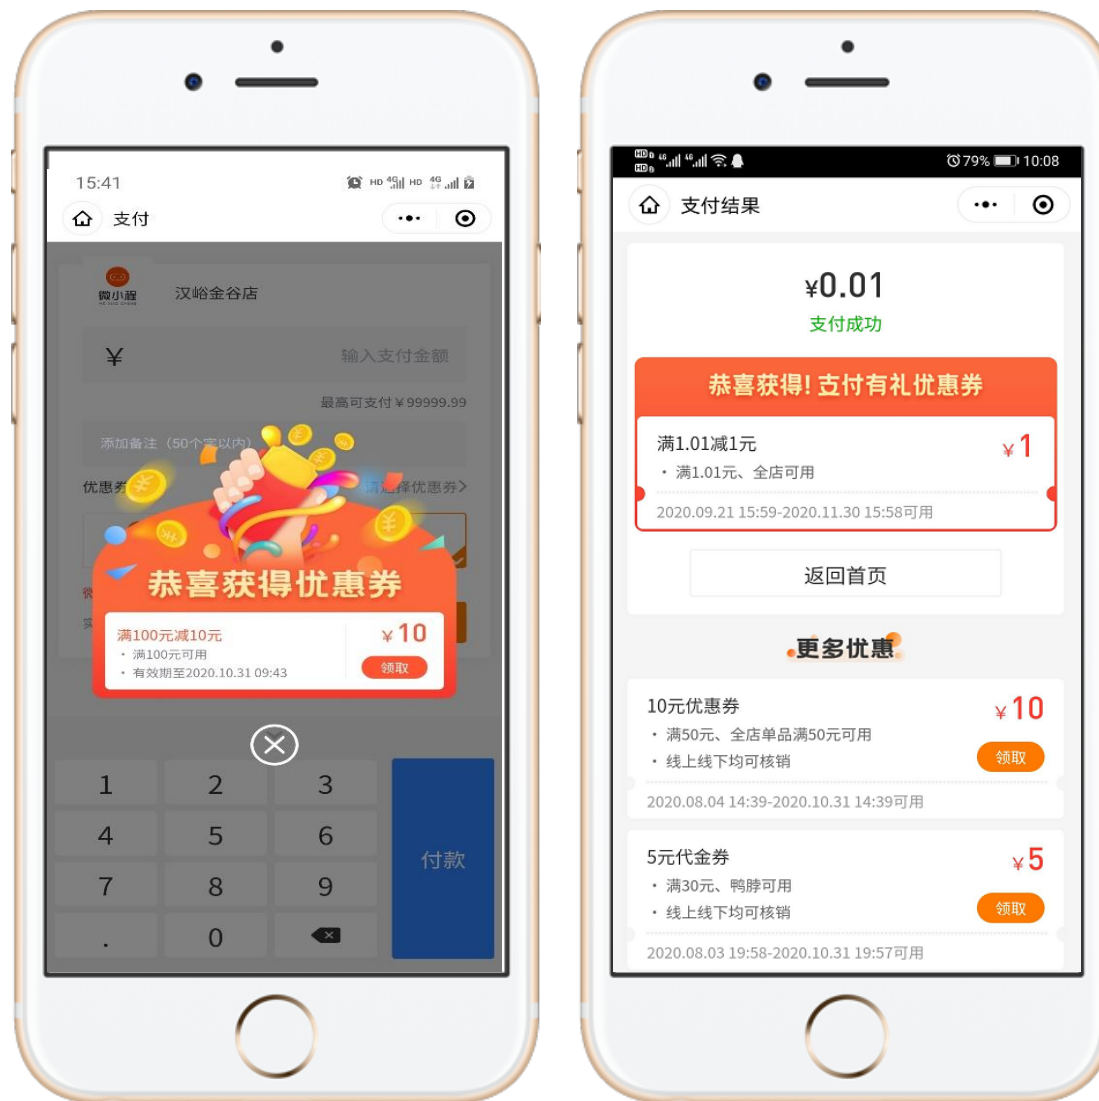 15:41
HD 4G HD 4G
支付
微小程
汉峪金谷店
¥
输入支付金额
最高可支付¥99999.99
添加备注（50个字以内）
优惠券
择优惠券>
恭喜获得优惠券
满100元减10元
¥10
· 满100元可用
· 有效期至2020.10.31 09:43
领取
1 2 3
4 5 6
付款
7 8 9
. 0
HD HD 4G 4G 79% 10:08
支付结果
¥0.01
支付成功
恭喜获得! 支付有礼优惠券
满1.01减1元
¥1
· 满1.01元、全店可用
2020.09.21 15:59-2020.11.30 15:58可用
返回首页
更多优惠
10元优惠券
¥10
· 满50元、全店单品满50元可用
· 线上线下均可核销
领取
2020.08.04 14:39-2020.10.31 14:39可用
5元代金券
¥5
· 满30元、鸭脖可用
· 线上线下均可核销
领取
2020.08.03 19:58-2020.10.31 19:57可用